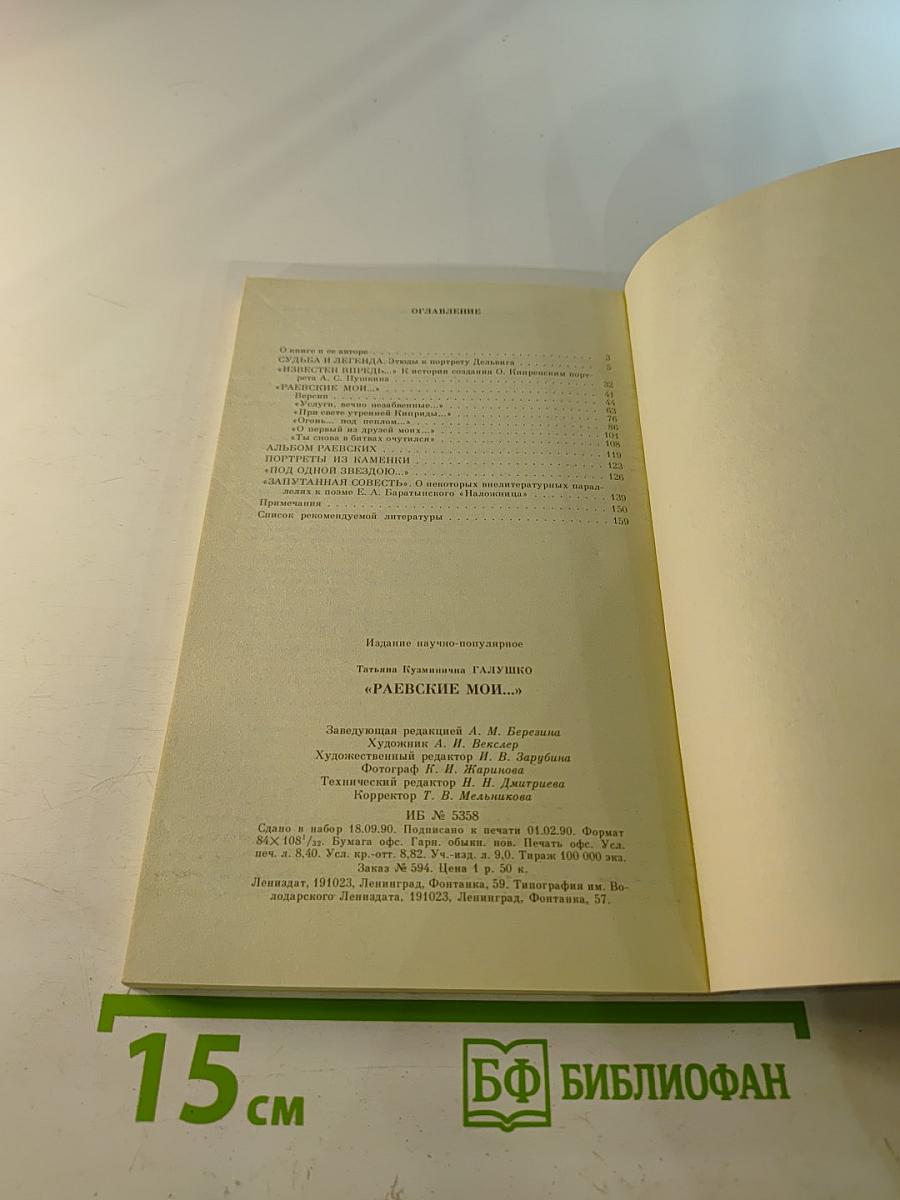 ОГЛАВЛЕНИЕ
О книге и ее авторе . . . 3
СУДЬБА И ЛЕГЕНДА. Этюды к портрету Дельвига . . . 5
«ИЗВЕСТЕН ВПРЕДЬ...» К истории создания О. Кипренским порт-
рета А. С. Пушкина . . . 32
«РАЕВСКИЕ МОИ...» . . . 41
Версии . . . 44
«Услуги, вечно незабвенные...» . . . 63
«При свете утренней Киприды...» . . . 76
«Огонь... под пеплом...» . . . 86
«О первый из друзей моих...» . . . 101
«Ты снова в битвах очутился» . . . 108
АЛЬБОМ РАЕВСКИХ . . . 119
ПОРТРЕТЫ ИЗ КАМЕНКИ . . . 123
«ПОД ОДНОЙ ЗВЕЗДОЮ...» . . . 126
«ЗАПУТАННАЯ СОВЕСТЬ». О некоторых внелитературных парал-
лелях к поэме Е. А. Баратынского «Наложница» . . . 139
Примечания . . . 150
Список рекомендуемой литературы . . . 159
Издание научно-популярное
Татьяна Кузминична ГАЛУШКО
«РАЕВСКИЕ МОИ...»
Заведующая редакцией А. М. Березина
Художник А. И. Векслер
Художественный редактор И. В. Зарубина
Фотограф К. И. Жаринова
Технический редактор Н. Н. Дмитриева
Корректор Т. В. Мельникова
ИБ № 5358
Сдано в набор 18.09.90. Подписано к печати 01.02.90. Формат
84×108¹/₃₂. Бумага офс. Гарн. обыкн. нов. Печать офс. Усл.
печ. л. 8,40. Усл. кр.-отт. 8,82. Уч.-изд. л. 9,0. Тираж 100 000 экз.
Заказ № 594. Цена 1 р. 50 к.
Лениздат, 191023, Ленинград, Фонтанка, 59. Типография им. Во-
лодарского Лениздата, 191023, Ленинград, Фонтанка, 57.
15 см
БФ БИБЛИОФАН